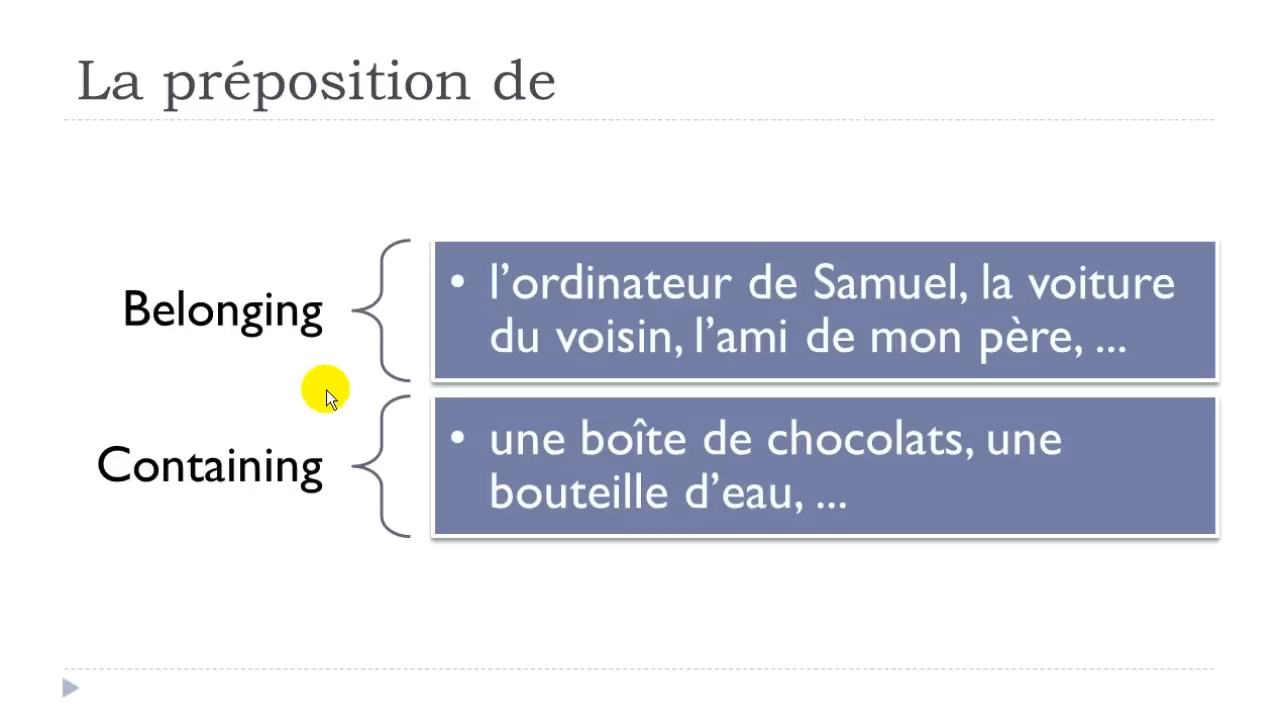 La préposition de
Belonging
• l’ordinateur de Samuel, la voiture
du voisin, l’ami de mon père, ...
Containing
• une boîte de chocolats, une
bouteille d’eau, ...